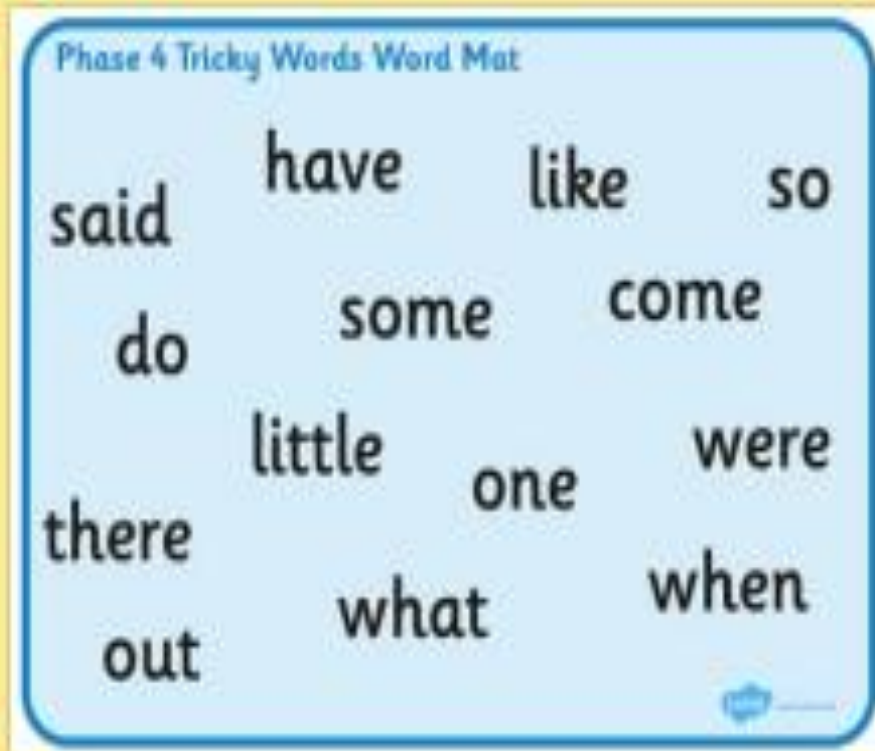 Phase 4 Tricky Words Word Mat
have like so
said
some come
do
little were
one
there
what when
out